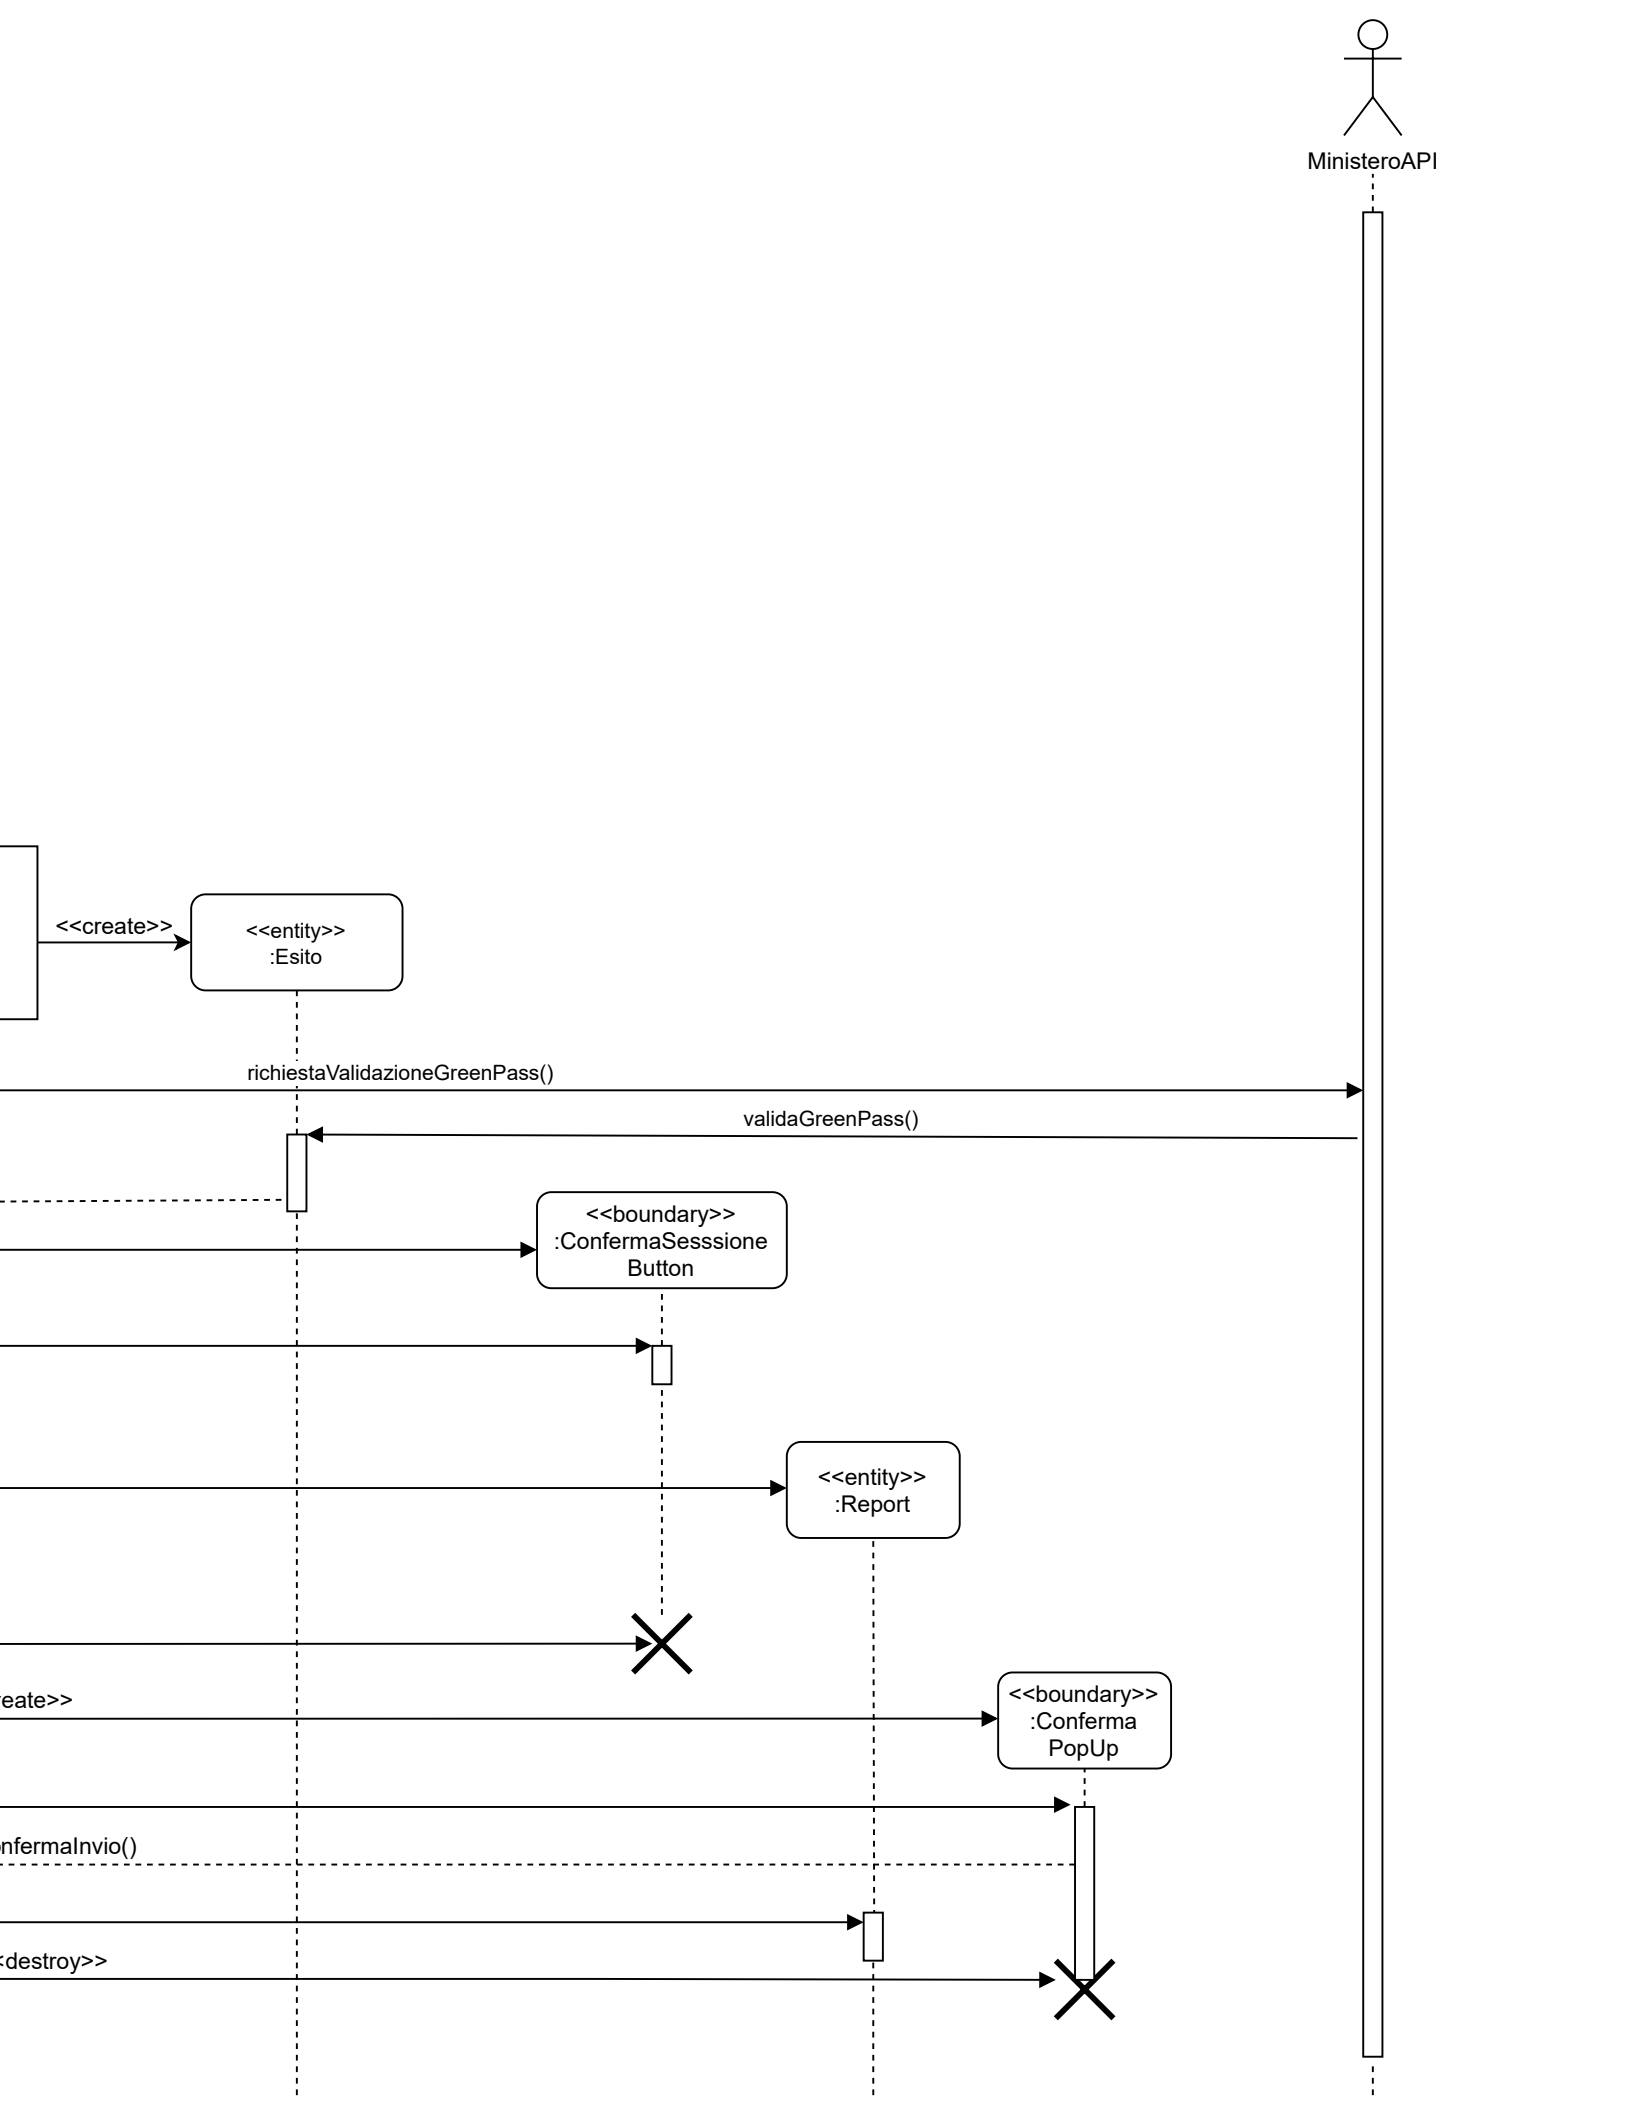 MinisteroAPI
<<create>>
<<entity>>
:Esito
richiestaValidazioneGreenPass()
validaGreenPass()
<<boundary>>
:ConfermaSesssione
Button
<<entity>>
:Report
eate>>
<<boundary>>
:Conferma
PopUp
nfermaInvio()
<destroy>>